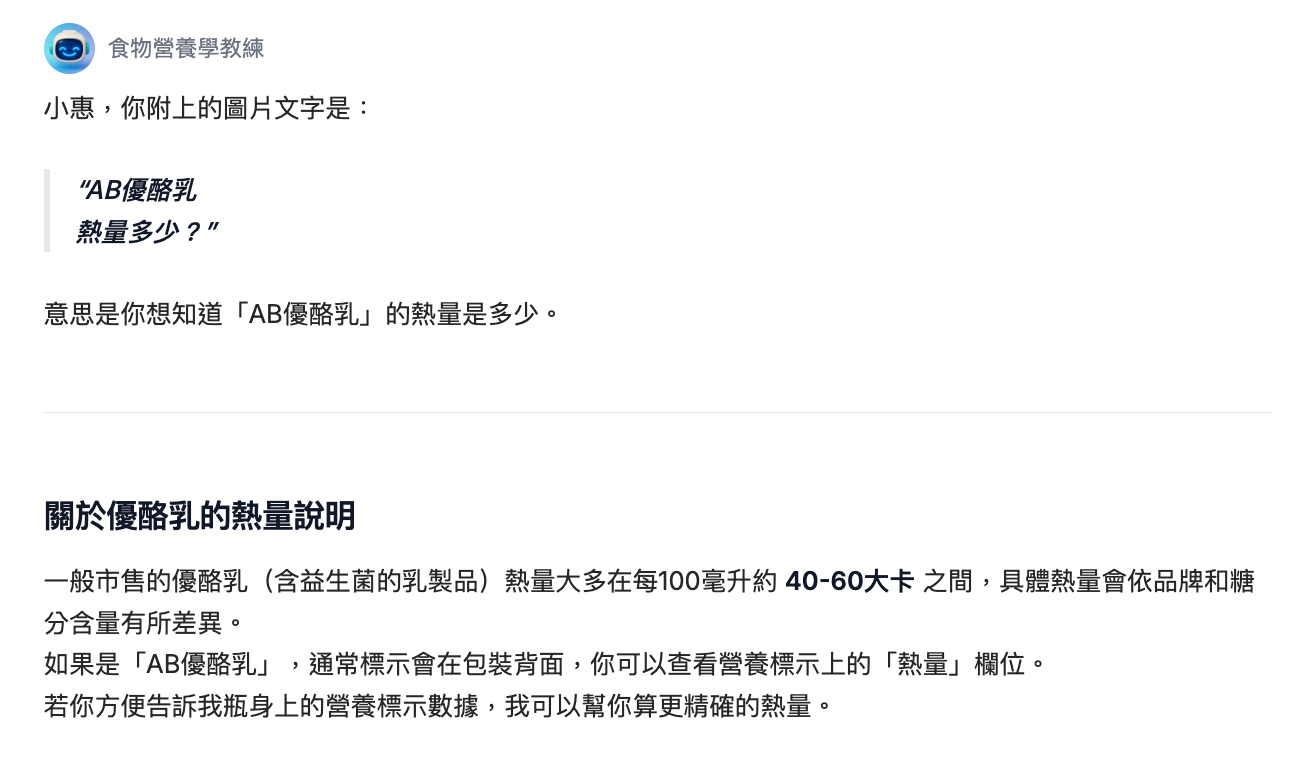 食物營養學教練
小惠，你附上的圖片文字是：
“AB優酪乳
熱量多少？”
意思是你想知道「AB優酪乳」的熱量是多少。
關於優酪乳的熱量說明
一般市售的優酪乳（含益生菌的乳製品）熱量大多在每100毫升約 40-60大卡 之間，具體熱量會依品牌和糖
分含量有所差異。
如果是「AB優酪乳」，通常標示會在包裝背面，你可以查看營養標示上的「熱量」欄位。
若你方便告訴我瓶身上的營養標示數據，我可以幫你算更精確的熱量。